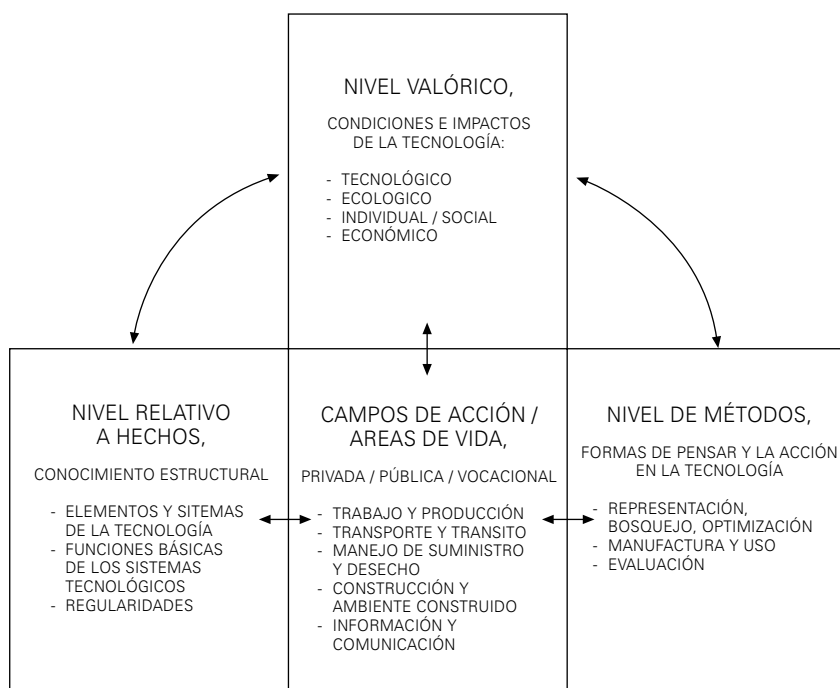 NIVEL VALÓRICO,
CONDICIONES E IMPACTOS
DE LA TECNOLOGÍA:
- TECNOLÓGICO
- ECOLOGICO
- INDIVIDUAL / SOCIAL
- ECONÓMICO
NIVEL RELATIVO
A HECHOS,
CONOCIMIENTO ESTRUCTURAL
- ELEMENTOS Y SITEMAS
DE LA TECNOLOGÍA
- FUNCIONES BÁSICAS
DE LOS SISTEMAS
TECNOLÓGICOS
- REGULARIDADES
CAMPOS DE ACCIÓN /
AREAS DE VIDA,
PRIVADA / PÚBLICA / VOCACIONAL
- TRABAJO Y PRODUCCIÓN
- TRANSPORTE Y TRANSITO
- MANEJO DE SUMINISTRO
Y DESECHO
- CONSTRUCCIÓN Y
AMBIENTE CONSTRUIDO
- INFORMACIÓN Y
COMUNICACIÓN
NIVEL DE MÉTODOS,
FORMAS DE PENSAR Y LA ACCIÓN
EN LA TECNOLOGÍA
- REPRESENTACIÓN,
BOSQUEJO, OPTIMIZACIÓN
- MANUFACTURA Y USO
- EVALUACIÓN